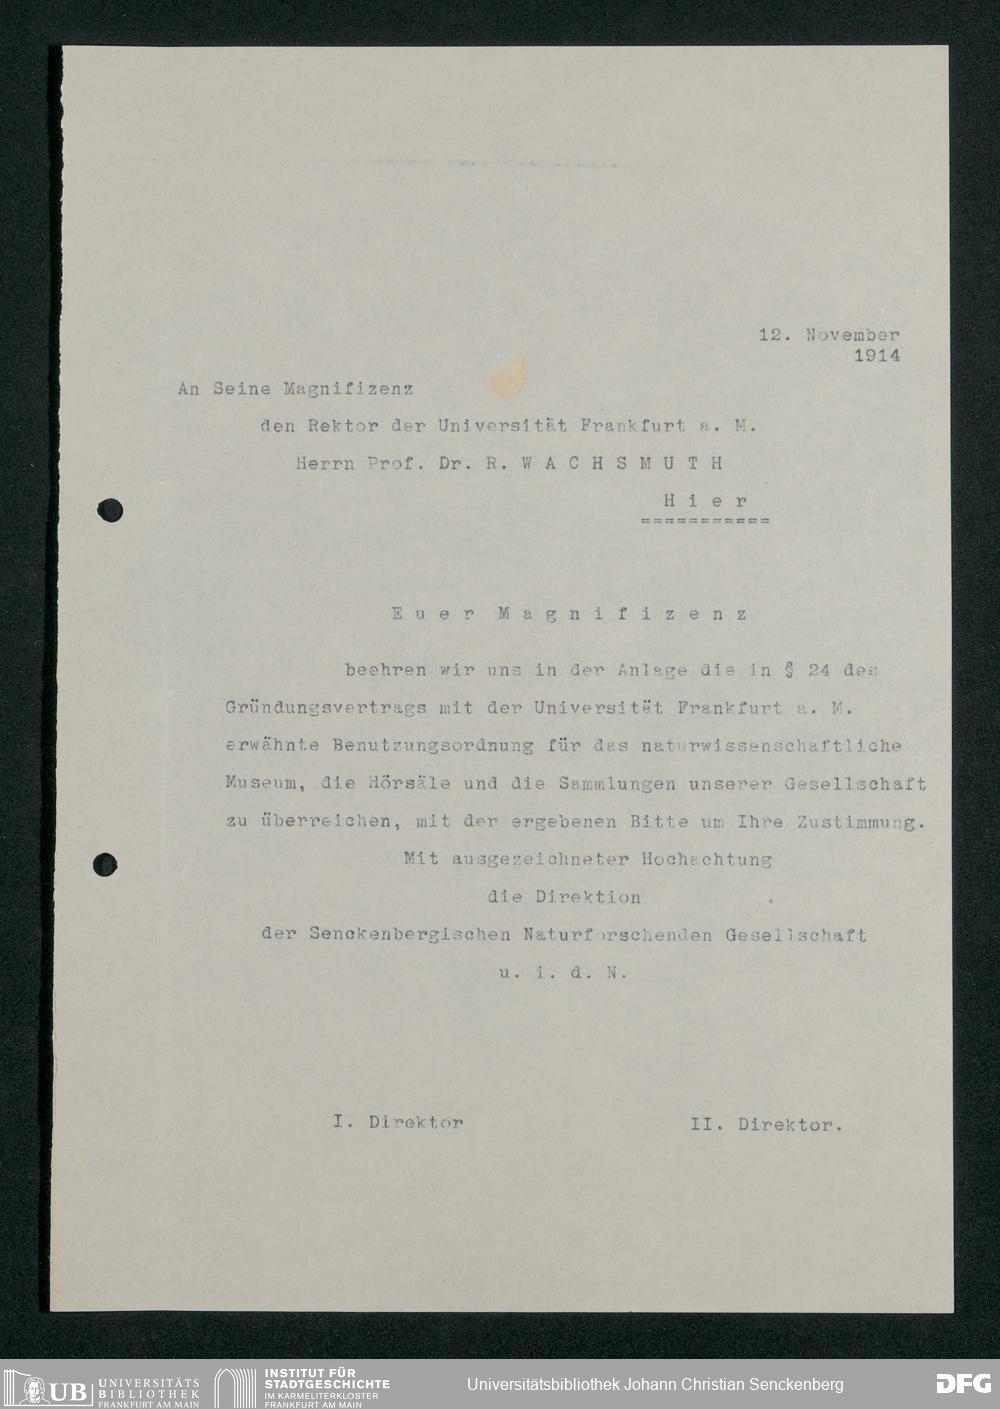 12. November
1914
An Seine Magnifizenz
den Rektor der Universität Frankfurt a. M.
Herrn Prof. Dr. R. W A C H S M U T H
H i e r
===========
E u e r  M a g n i f i z e n z
beehren wir uns in der Anlage die in § 24 des
Gründungsvertrags mit der Universität Frankfurt a. M.
erwähnte Benutzungsordnung für das naturwissenschaftliche
Museum, die Hörsäle und die Sammlungen unserer Gesellschaft
zu überreichen, mit der ergebenen Bitte um Ihre Zustimmung.
Mit ausgezeichneter Hochachtung
die Direktion
der Senckenbergischen Naturforschenden Gesellschaft
u. i. d. N.
I. Direktor
II. Direktor.
UB UNIVERSITÄTS
BIBLIOTHEK
FRANKFURT AM MAIN
INSTITUT FÜR
STADTGESCHICHTE
IM KARMELITERKLOSTER
FRANKFURT AM MAIN
Universitätsbibliothek Johann Christian Senckenberg
DFG